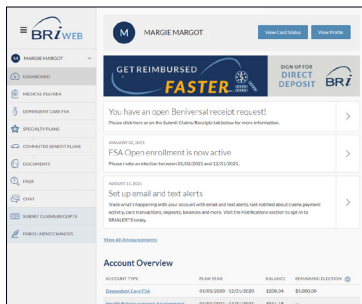 BRiWEB
M MARGIE MARGOT
View Card Status View Profile
M MARGIE MARGOT
DASHBOARD
MEDICAL FSA/HRA
DEPENDENT CARE FSA
SPECIALTY PLANS
COMMUTER BENEFIT PLANS
DOCUMENTS
FAQS
CHAT
SUBMIT CLAIMS/RECEIPTS
ENROLLMENT CHANGES
GET REIMBURSED
FASTER
SIGN UP FOR
DIRECT
DEPOSIT
BRi
You have an open Beniversal receipt request!
Please click here or on the Submit Claims/Receipts tab below for more information.
JANUARY 02, 2021
FSA Open enrollment is now active
Please make an election between 01/02/2021 and 12/31/2021.
AUGUST 11, 2021
Set up email and text alerts
Track what's happening with your account with email and text alerts. Get notified about claims payment
activity, card transactions, deposits, balances and more. Visit the Notifications section to opt-in to
BRIALERTS today.
View All Announcements
Account Overview
ACCOUNT TYPE PLAN YEAR BALANCE REMAINING ELECTION
Dependent Care FSA 01/01/2020 - 12/31/2020 $208.34 $5,000.00